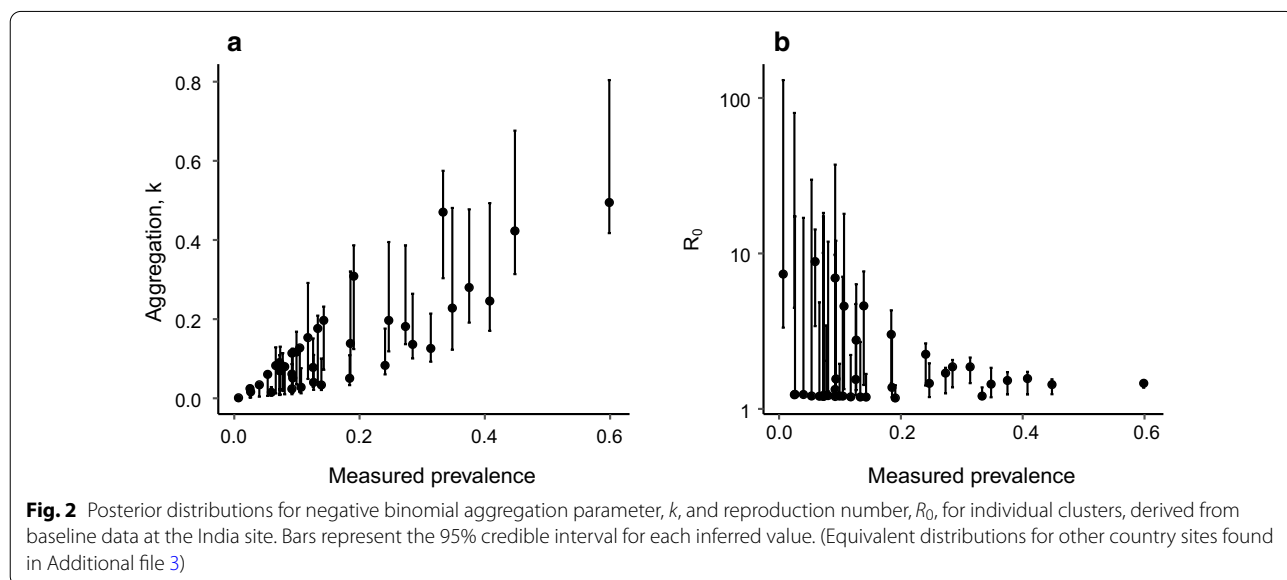 a
0.8
0.6
0.4
0.2
0.0
Aggregation, k
0.0 0.2 0.4 0.6
Measured prevalence
b
100
10
1
R0
0.0 0.2 0.4 0.6
Measured prevalence
Fig. 2 Posterior distributions for negative binomial aggregation parameter, k, and reproduction number, R0, for individual clusters, derived from
baseline data at the India site. Bars represent the 95% credible interval for each inferred value. (Equivalent distributions for other country sites found
in Additional file 3)